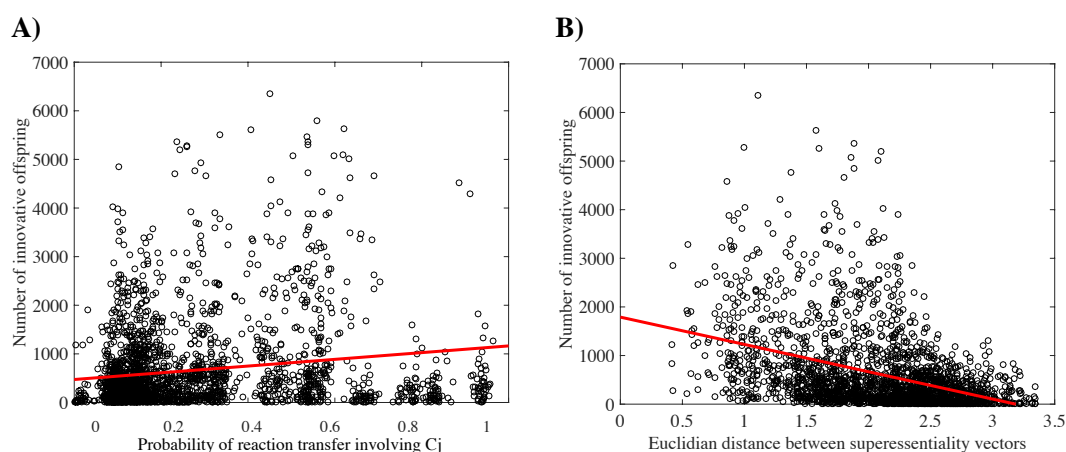 A)
B)
7000
6000
5000
4000
3000
2000
1000
0
Number of innovative offspring
0 0.2 0.4 0.6 0.8 1
Probability of reaction transfer involving Cj
7000
6000
5000
4000
3000
2000
1000
0
Number of innovative offspring
0 0.5 1 1.5 2 2.5 3 3.5
Euclidian distance between superessentiality vectors